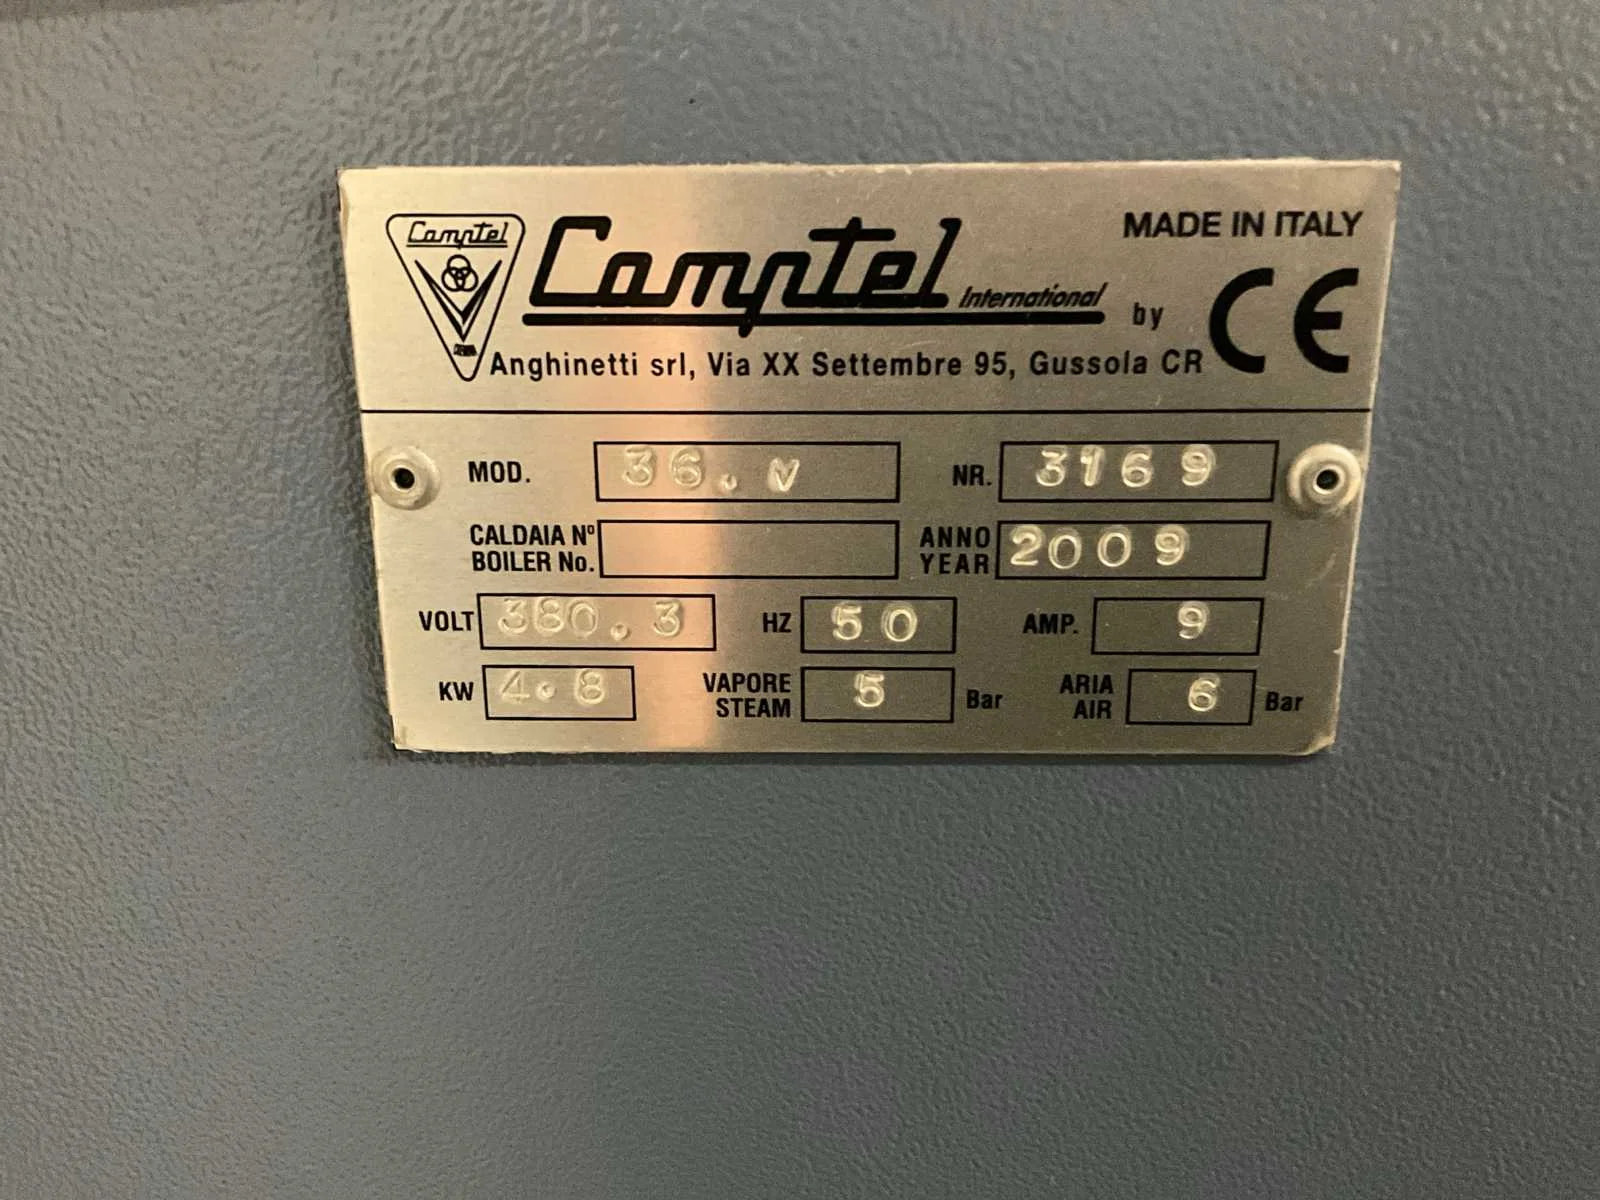 Camptel
Camptel International
MADE IN ITALY
by CE
Anghinetti srl, Via XX Settembre 95, Gussola CR
MOD. 36.V NR. 3169
CALDAIA Nº ANNO 2009
BOILER No. YEAR
VOLT 380.3 HZ 50 AMP. 9
KW 4.8 VAPORE 5 Bar ARIA 6 Bar
STEAM AIR